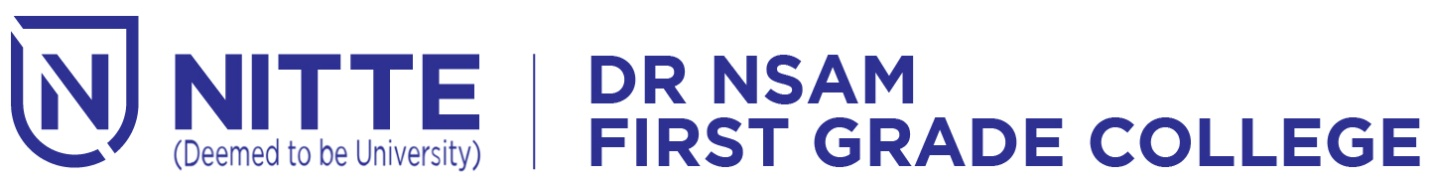 N
NITTE
(Deemed to be University)
DR NSAM
FIRST GRADE COLLEGE